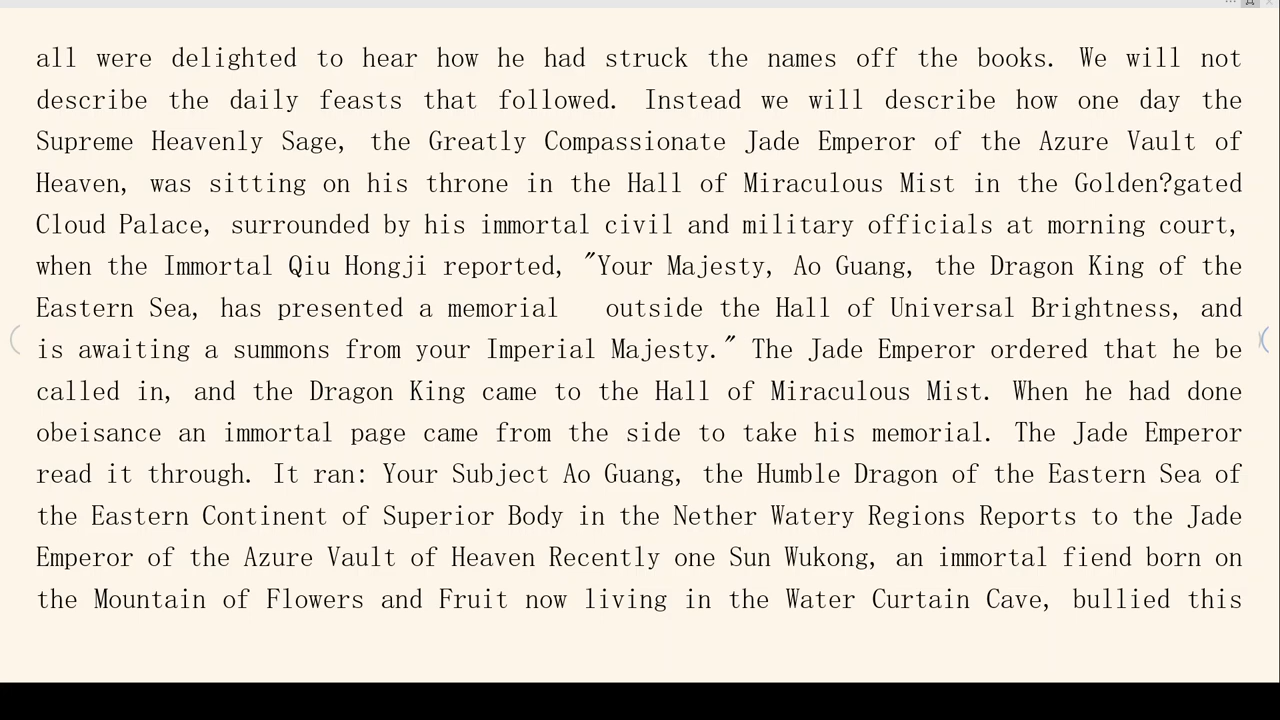 all were delighted to hear how he had struck the names off the books. We will not
describe the daily feasts that followed. Instead we will describe how one day the
Supreme Heavenly Sage, the Greatly Compassionate Jade Emperor of the Azure Vault of
Heaven, was sitting on his throne in the Hall of Miraculous Mist in the Golden?gated
Cloud Palace, surrounded by his immortal civil and military officials at morning court,
when the Immortal Qiu Hongji reported, "Your Majesty, Ao Guang, the Dragon King of the
Eastern Sea, has presented a memorial outside the Hall of Universal Brightness, and
is awaiting a summons from your Imperial Majesty." The Jade Emperor ordered that he be
called in, and the Dragon King came to the Hall of Miraculous Mist. When he had done
obeisance an immortal page came from the side to take his memorial. The Jade Emperor
read it through. It ran: Your Subject Ao Guang, the Humble Dragon of the Eastern Sea of
the Eastern Continent of Superior Body in the Nether Watery Regions Reports to the Jade
Emperor of the Azure Vault of Heaven Recently one Sun Wukong, an immortal fiend born on
the Mountain of Flowers and Fruit now living in the Water Curtain Cave, bullied this